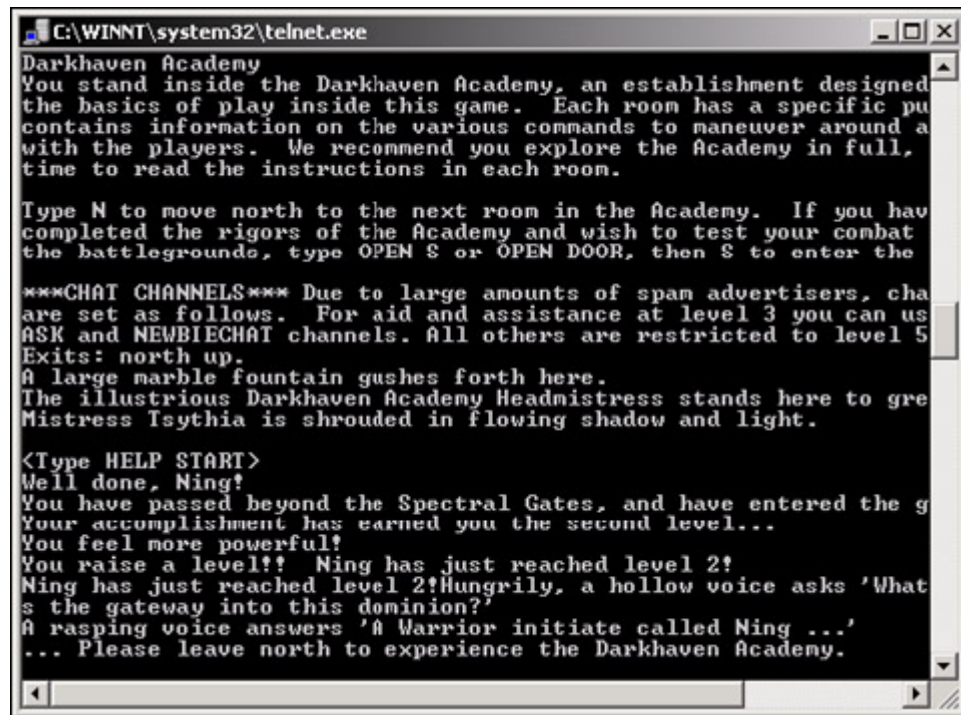 C:\WINNT\system32\telnet.exe
Darkhaven Academy
You stand inside the Darkhaven Academy, an establishment designed
the basics of play inside this game.  Each room has a specific pu
contains information on the various commands to maneuver around a
with the players.  We recommend you explore the Academy in full,
time to read the instructions in each room.

Type N to move north to the next room in the Academy.  If you hav
completed the rigors of the Academy and wish to test your combat
the battlegrounds, type OPEN S or OPEN DOOR, then S to enter the

***CHAT CHANNELS*** Due to large amounts of spam advertisers, cha
are set as follows.  For aid and assistance at level 3 you can us
ASK and NEWBIECHAT channels. All others are restricted to level 5
Exits: north up.
A large marble fountain gushes forth here.
The illustrious Darkhaven Academy Headmistress stands here to gre
Mistress Tsythia is shrouded in flowing shadow and light.

<Type HELP START>
Well done, Ning!
You have passed beyond the Spectral Gates, and have entered the g
Your accomplishment has earned you the second level...
You feel more powerful!
You raise a level!!  Ning has just reached level 2!
Ning has just reached level 2!Hungrily, a hollow voice asks 'What
s the gateway into this dominion?'
A rasping voice answers 'A Warrior initiate called Ning ...'
... Please leave north to experience the Darkhaven Academy.